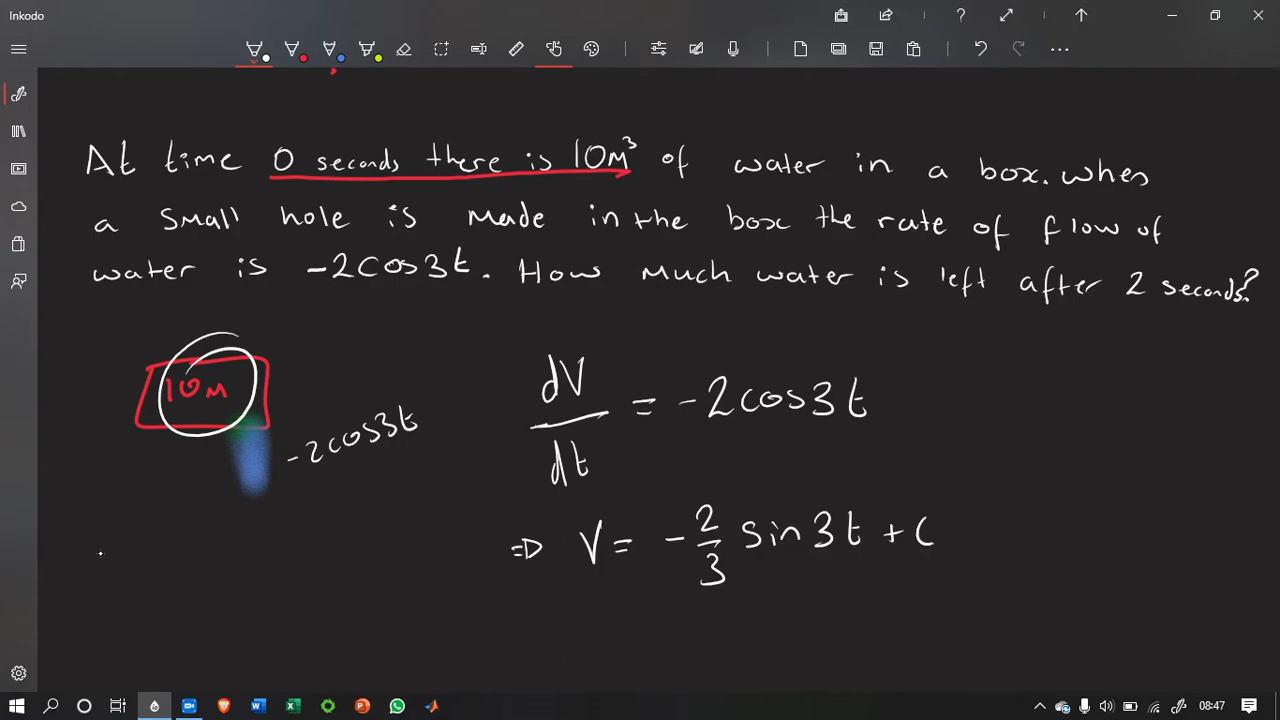 Inkodo
At time 0 seconds there is 10m³ of water in a box. when
a small hole is made in the box the rate of flow of
water is -2cos3t. How much water is left after 2 seconds?
10m
-2cos3t
dV/dt = -2cos3t
⇒ V = -2/3 sin3t + C
08:47